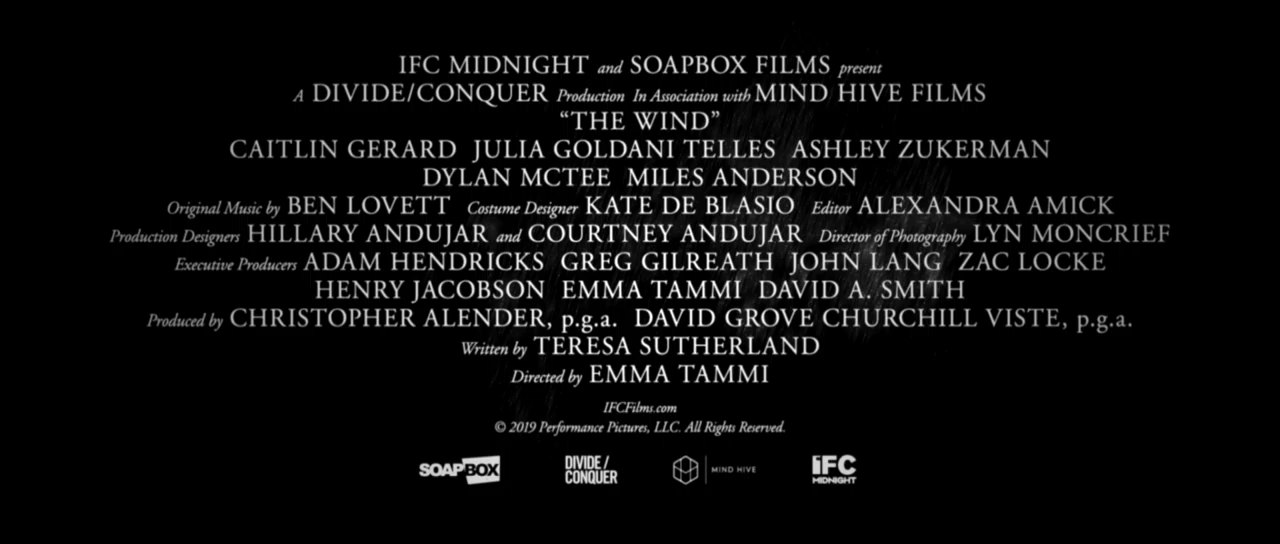 IFC MIDNIGHT and SOAPBOX FILMS present
A DIVIDE/CONQUER Production In Association with MIND HIVE FILMS
“THE WIND”
CAITLIN GERARD JULIA GOLDANI TELLES ASHLEY ZUKERMAN
DYLAN MCTEE MILES ANDERSON
Original Music by BEN LOVETT Costume Designer KATE DE BLASIO Editor ALEXANDRA AMICK
Production Designers HILLARY ANDUJAR and COURTNEY ANDUJAR Director of Photography LYN MONCRIEF
Executive Producers ADAM HENDRICKS GREG GILREATH JOHN LANG ZAC LOCKE
HENRY JACOBSON EMMA TAMMI DAVID A. SMITH
Produced by CHRISTOPHER ALENDER, p.g.a. DAVID GROVE CHURCHILL VISTE, p.g.a.
Written by TERESA SUTHERLAND
Directed by EMMA TAMMI
IFCFilms.com
© 2019 Performance Pictures, LLC. All Rights Reserved.
SOAPBOX
DIVIDE /
CONQUER
MIND HIVE
IFC
MIDNIGHT